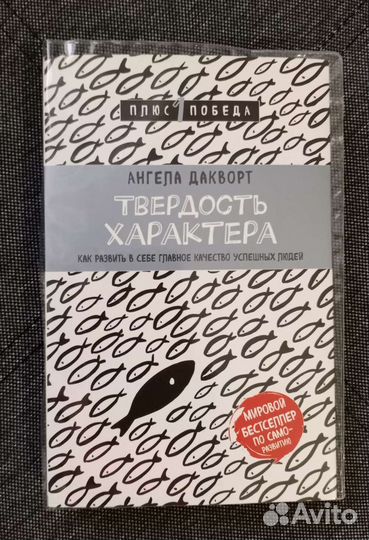 ПЛЮС 1 ПОБЕДА
АНГЕЛА ДАКВОРТ
ТВЕРДОСТЬ
ХАРАКТЕРА
КАК РАЗВИТЬ В СЕБЕ ГЛАВНОЕ КАЧЕСТВО УСПЕШНЫХ ЛЮДЕЙ
МИРОВОЙ
БЕСТСЕЛЛЕР
ПО САМО-
РАЗВИТИЮ
Avito